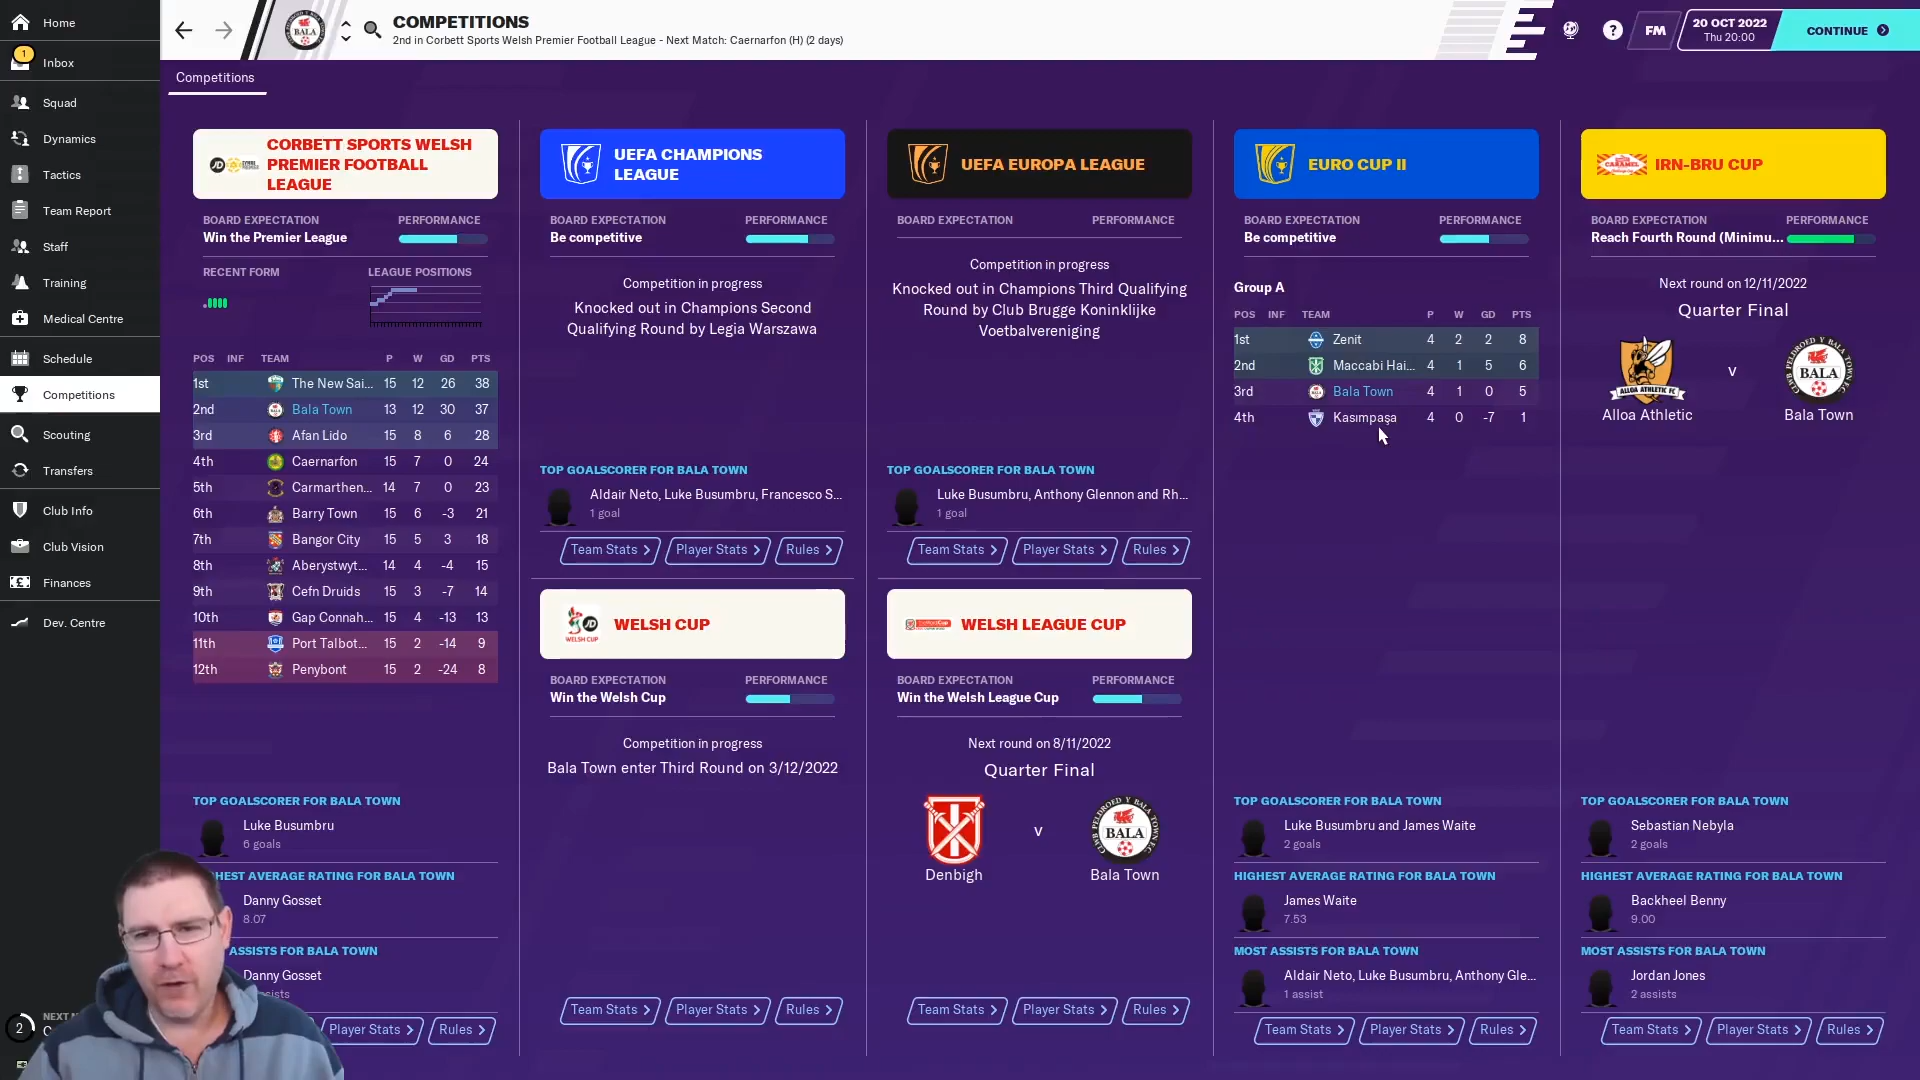 COMPETITIONS
2nd in Corbett Sports Welsh Premier Football League - Next Match: Caernarfon (H) (2 days)
FM
20 OCT 2022
Thu 20:00
CONTINUE
Home
1
Inbox
Squad
Dynamics
Tactics
Team Report
Staff
Training
Medical Centre
Schedule
Competitions
Scouting
Transfers
Club Info
Club Vision
Finances
Dev. Centre
2
Competitions
CORBETT SPORTS WELSH
PREMIER FOOTBALL
LEAGUE
BOARD EXPECTATION PERFORMANCE
Win the Premier League
RECENT FORM LEAGUE POSITIONS
POS INF TEAM P W GD PTS
1st The New Sai... 15 12 26 38
2nd Bala Town 13 12 30 37
3rd Afan Lido 15 8 6 28
4th Caernarfon 15 7 0 24
5th Carmarthen... 14 7 0 23
6th Barry Town 15 6 -3 21
7th Bangor City 15 5 3 18
8th Aberystwyt... 14 4 -4 15
9th Cefn Druids 15 3 -7 14
10th Gap Connah... 15 4 -13 13
11th Port Talbot... 15 2 -14 9
12th Penybont 15 2 -24 8
TOP GOALSCORER FOR BALA TOWN
Luke Busumbru
6 goals
HEST AVERAGE RATING FOR BALA TOWN
Danny Gosset
8.07
ASSISTS FOR BALA TOWN
Danny Gosset
Player Stats
Rules
UEFA CHAMPIONS
LEAGUE
BOARD EXPECTATION PERFORMANCE
Be competitive
Competition in progress
Knocked out in Champions Second
Qualifying Round by Legia Warszawa
TOP GOALSCORER FOR BALA TOWN
Aldair Neto, Luke Busumbru, Francesco S...
1 goal
Team Stats
Player Stats
Rules
WELSH CUP
BOARD EXPECTATION PERFORMANCE
Win the Welsh Cup
Competition in progress
Bala Town enter Third Round on 3/12/2022
Team Stats
Player Stats
Rules
UEFA EUROPA LEAGUE
BOARD EXPECTATION PERFORMANCE
Competition in progress
Knocked out in Champions Third Qualifying
Round by Club Brugge Koninklijke
Voetbalvereniging
TOP GOALSCORER FOR BALA TOWN
Luke Busumbru, Anthony Glennon and Rh...
1 goal
Team Stats
Player Stats
Rules
WELSH LEAGUE CUP
BOARD EXPECTATION PERFORMANCE
Win the Welsh League Cup
Next round on 8/11/2022
Quarter Final
v
Denbigh
Bala Town
Team Stats
Player Stats
Rules
EURO CUP II
BOARD EXPECTATION PERFORMANCE
Be competitive
Group A
POS INF TEAM P W GD PTS
1st Zenit 4 2 2 8
2nd Maccabi Hai... 4 1 5 6
3rd Bala Town 4 1 0 5
4th Kasımpaşa 4 0 -7 1
TOP GOALSCORER FOR BALA TOWN
Luke Busumbru and James Waite
2 goals
HIGHEST AVERAGE RATING FOR BALA TOWN
James Waite
7.53
MOST ASSISTS FOR BALA TOWN
Aldair Neto, Luke Busumbru, Anthony Gle...
1 assist
Team Stats
Player Stats
Rules
IRN-BRU CUP
BOARD EXPECTATION PERFORMANCE
Reach Fourth Round (Minimu...
Next round on 12/11/2022
Quarter Final
v
Alloa Athletic
Bala Town
TOP GOALSCORER FOR BALA TOWN
Sebastian Nebyla
2 goals
HIGHEST AVERAGE RATING FOR BALA TOWN
Backheel Benny
9.00
MOST ASSISTS FOR BALA TOWN
Jordan Jones
2 assists
Team Stats
Player Stats
Rules